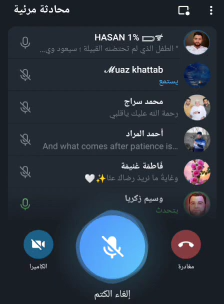 محادثة مرئية
HASAN 1%
" الطفل الذي لم تحتضنه القبيلة ؛ سيعود وي...
𝓜uaz khattab
يستمع
محمد سراج
رحمة الله عليك ياقلبي
أحمد المراد
And what comes after patience is...
فاطمة غنيمة
وغاية ما نريد رضاك عنا✨🤍
وسيم زكريا
يتحدث
الكاميرا
مغادرة
إلغاء الكتم